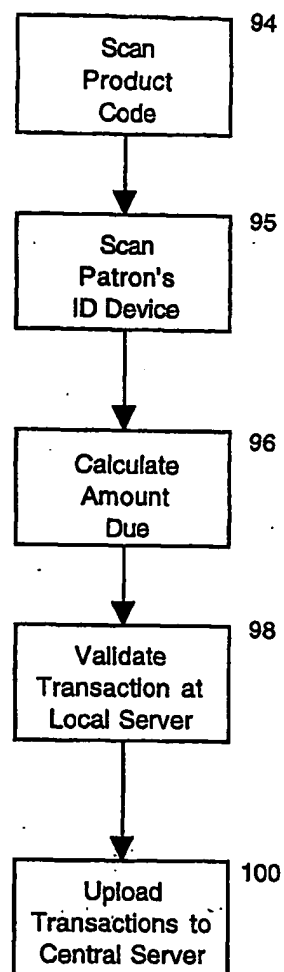 94
Scan
Product
Code
95
Scan
Patron's
ID Device
96
Calculate
Amount
Due
98
Validate
Transaction at
Local Server
100
Upload
Transactions to
Central Server